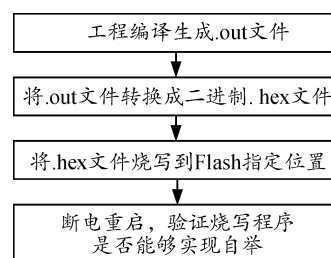 工程编译生成.out文件
将.out文件转换成二进制. hex文件
将.hex文件烧写到Flash指定位置
断电重启，验证烧写程序
是否能够实现自举